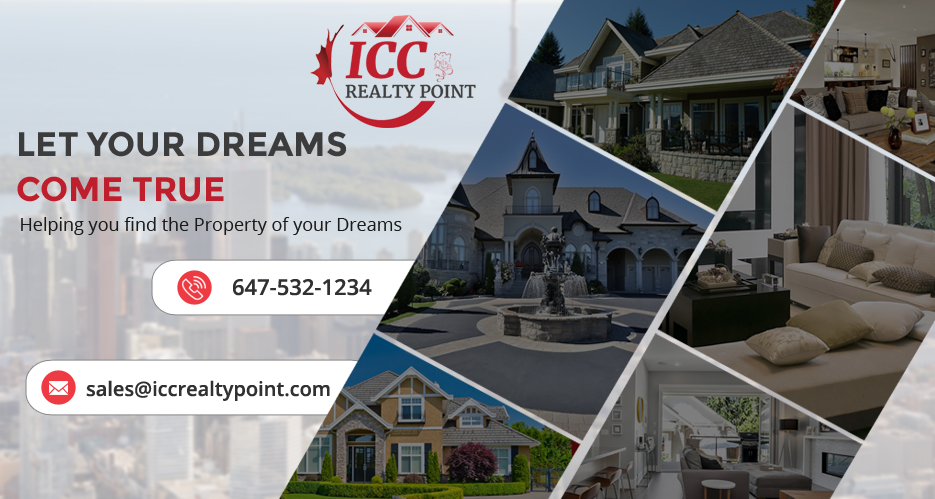 ICC
REALTY POINT
LET YOUR DREAMS
COME TRUE
Helping you find the Property of your Dreams
647-532-1234
sales@iccrealtypoint.com